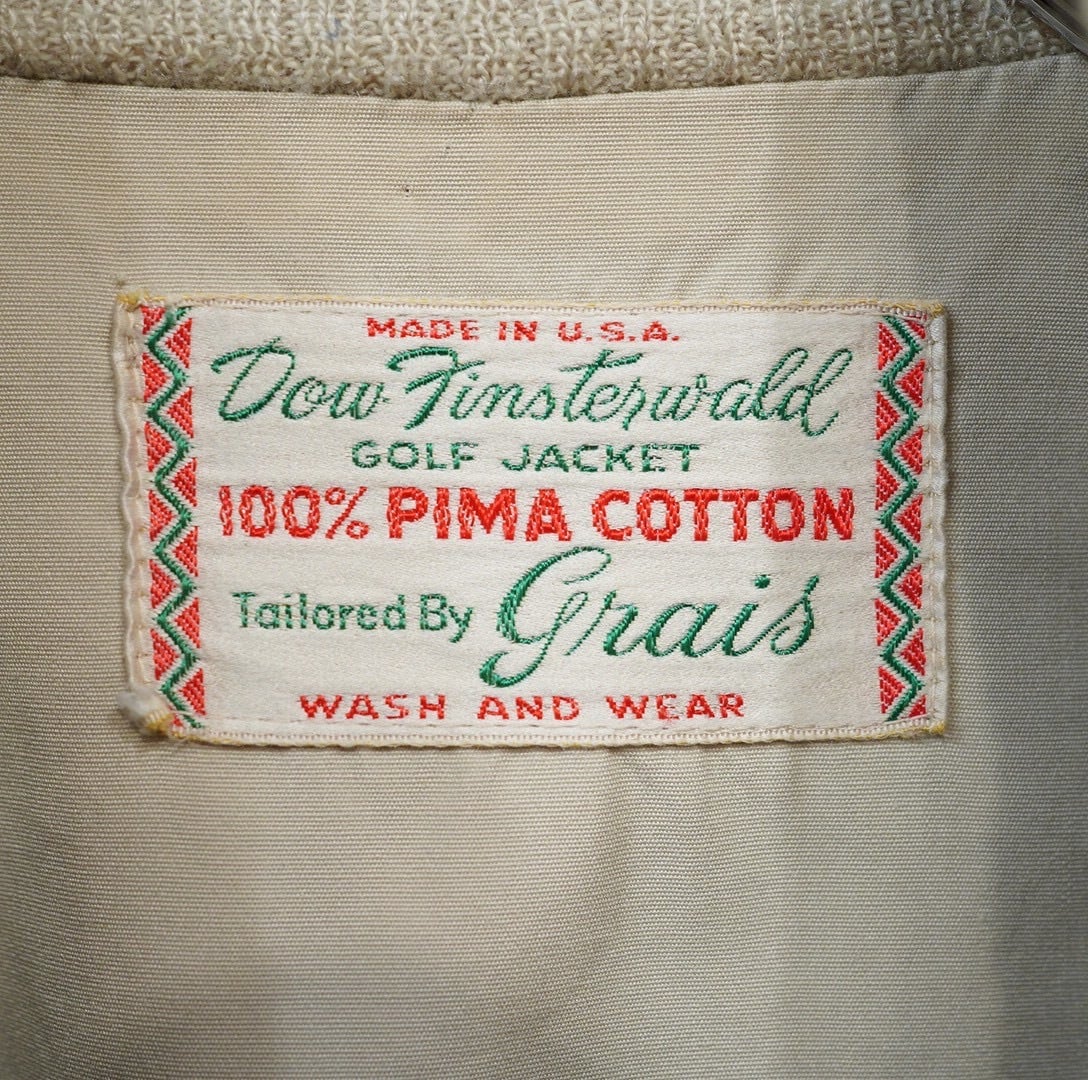 MADE IN U.S.A.
Dow Finsterwald
GOLF JACKET
100% PIMA COTTON
Tailored By Grais
WASH AND WEAR